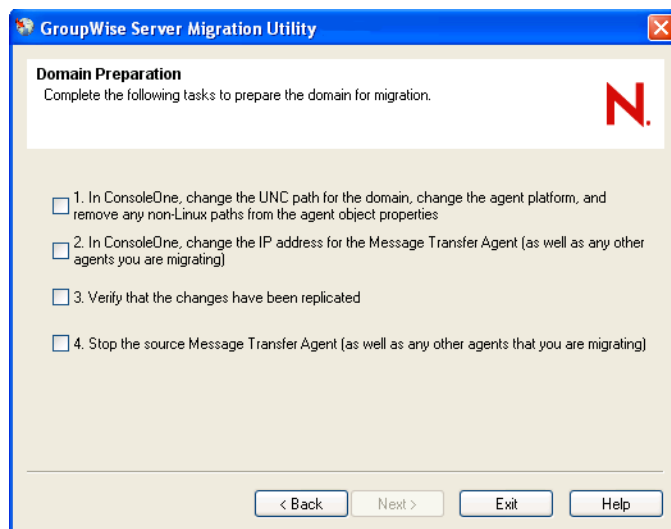 GroupWise Server Migration Utility
Domain Preparation
Complete the following tasks to prepare the domain for migration.
N.
1. In ConsoleOne, change the UNC path for the domain, change the agent platform, and
remove any non-Linux paths from the agent object properties
2. In ConsoleOne, change the IP address for the Message Transfer Agent (as well as any other
agents you are migrating)
3. Verify that the changes have been replicated
4. Stop the source Message Transfer Agent (as well as any other agents that you are migrating)
< Back
Next >
Exit
Help